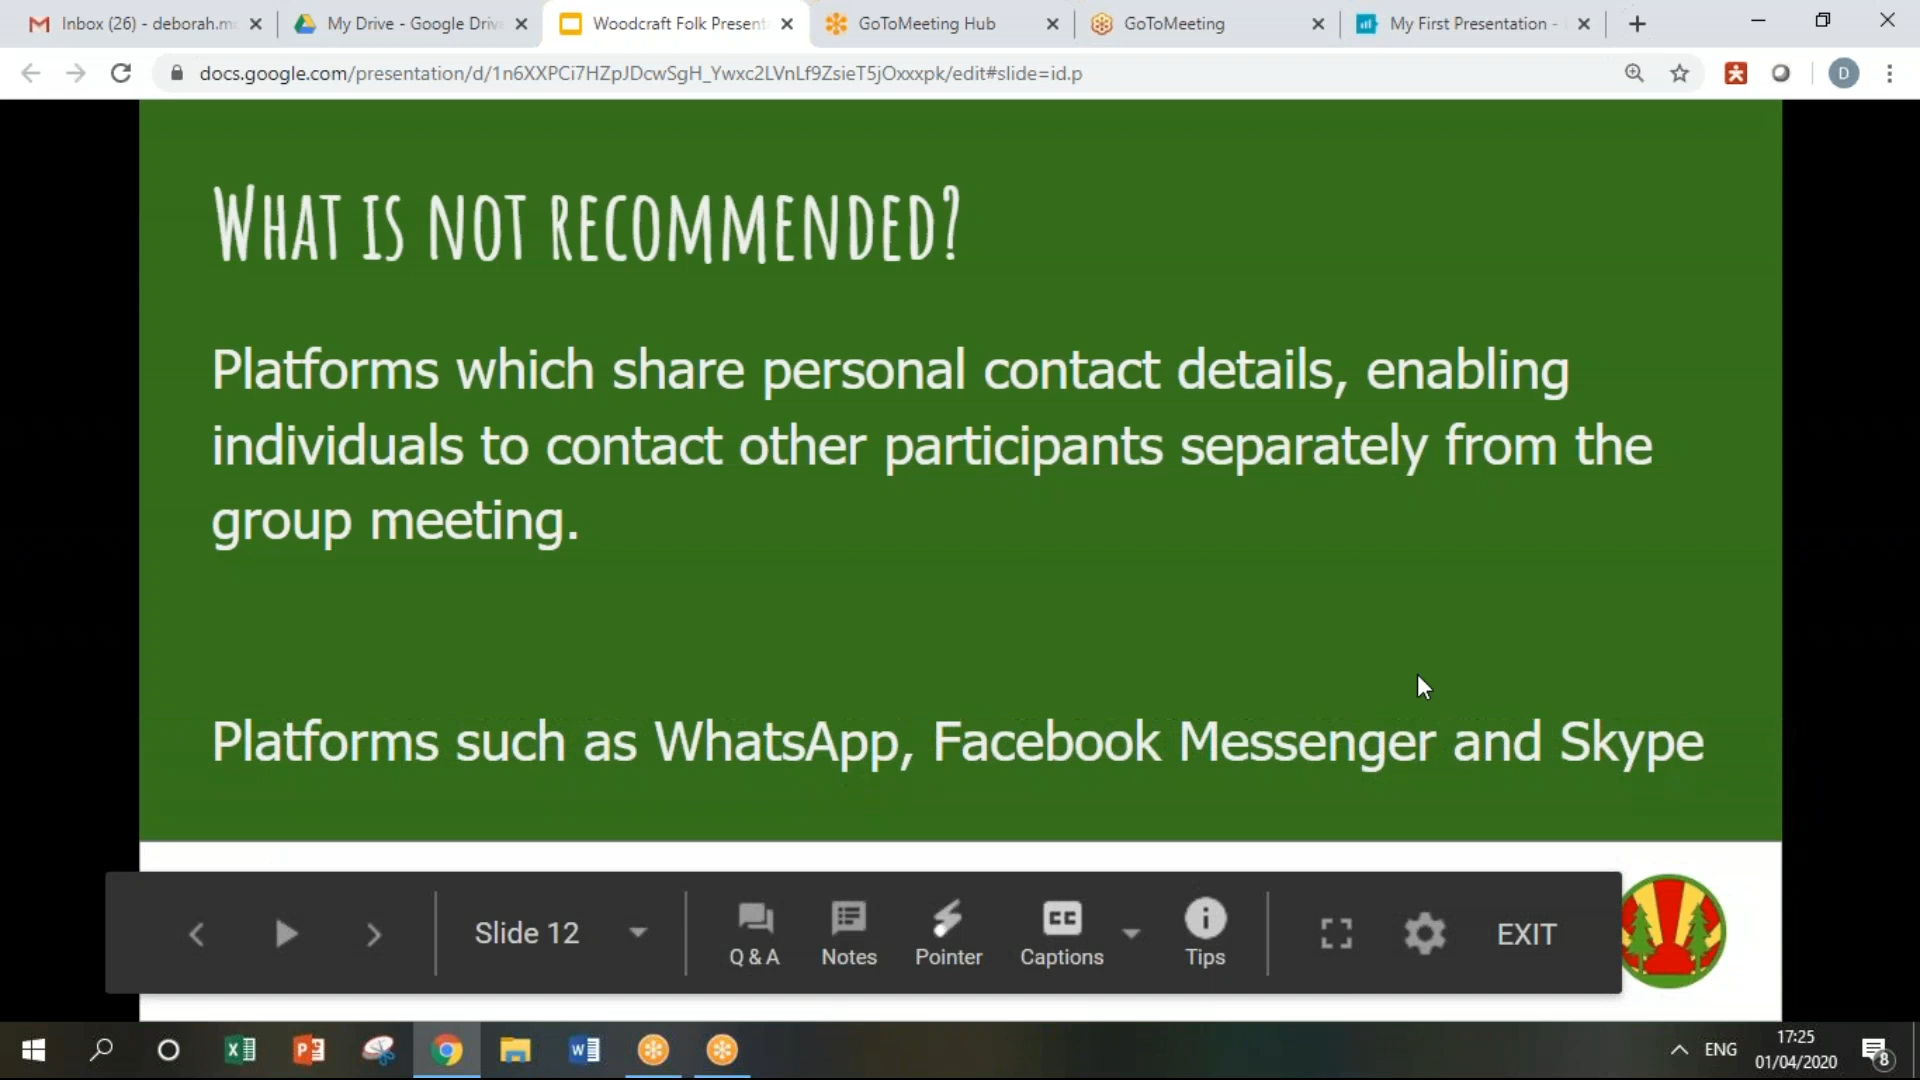 Inbox (26) - deborah.m
My Drive - Google Driv
Woodcraft Folk Present
GoToMeeting Hub
GoToMeeting
My First Presentation -
docs.google.com/presentation/d/1n6XXPCi7HZpJDcwSgH_Ywxc2LVnLf9ZsieT5jOxxxpk/edit#slide=id.p
D
What is not recommended?
Platforms which share personal contact details, enabling
individuals to contact other participants separately from the
group meeting.
Platforms such as WhatsApp, Facebook Messenger and Skype
Slide 12
Q & A
Notes
Pointer
CC
Captions
Tips
EXIT
ENG
17:25
01/04/2020
8